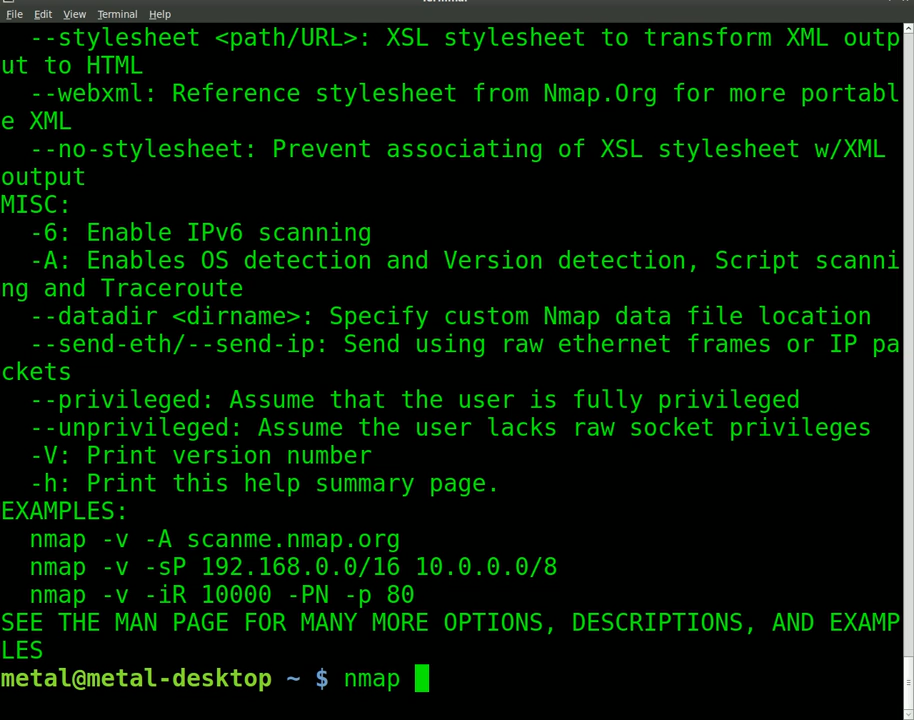 File Edit View Terminal Help
  --stylesheet <path/URL>: XSL stylesheet to transform XML outp
ut to HTML
  --webxml: Reference stylesheet from Nmap.Org for more portabl
e XML
  --no-stylesheet: Prevent associating of XSL stylesheet w/XML
output
MISC:
  -6: Enable IPv6 scanning
  -A: Enables OS detection and Version detection, Script scanni
ng and Traceroute
  --datadir <dirname>: Specify custom Nmap data file location
  --send-eth/--send-ip: Send using raw ethernet frames or IP pa
ckets
  --privileged: Assume that the user is fully privileged
  --unprivileged: Assume the user lacks raw socket privileges
  -V: Print version number
  -h: Print this help summary page.
EXAMPLES:
  nmap -v -A scanme.nmap.org
  nmap -v -sP 192.168.0.0/16 10.0.0.0/8
  nmap -v -iR 10000 -PN -p 80
SEE THE MAN PAGE FOR MANY MORE OPTIONS, DESCRIPTIONS, AND EXAMP
LES
metal@metal-desktop ~ $ nmap